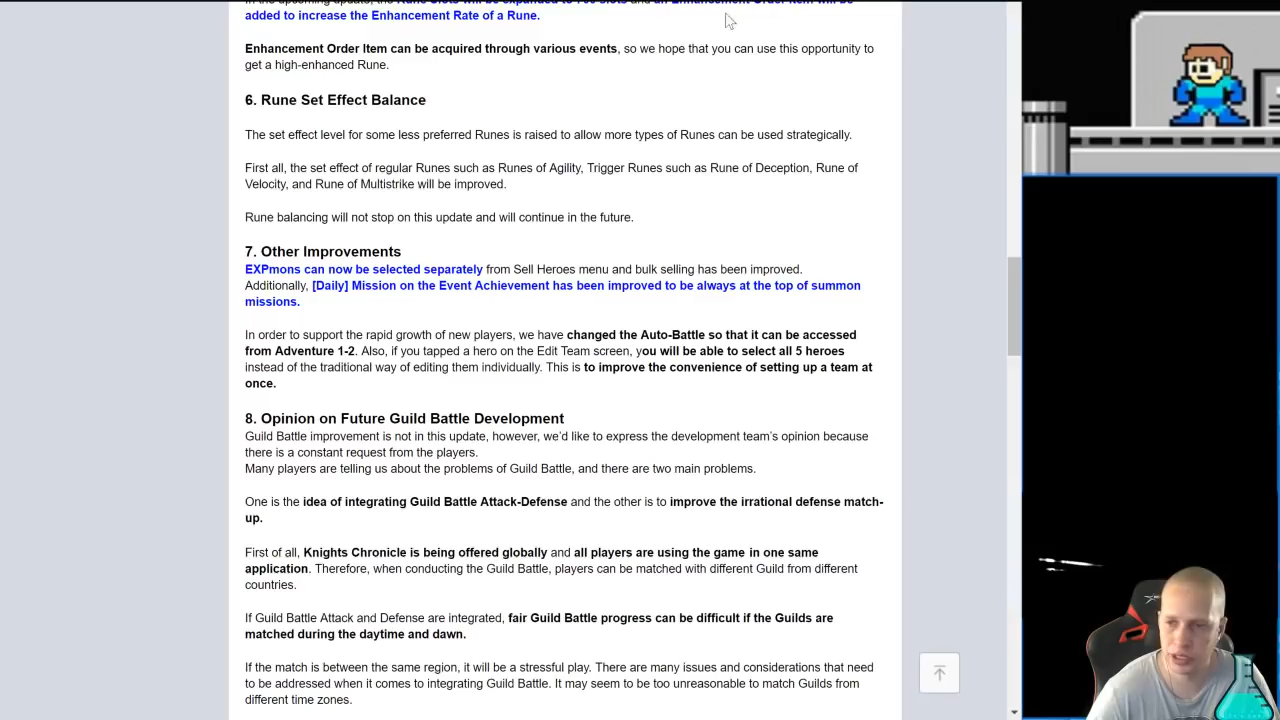 In the upcoming update, the Rune Slots will be expanded to 700 slots and an Enhancement Order Item will be
added to increase the Enhancement Rate of a Rune.
Enhancement Order Item can be acquired through various events, so we hope that you can use this opportunity to
get a high-enhanced Rune.
6. Rune Set Effect Balance
The set effect level for some less preferred Runes is raised to allow more types of Runes can be used strategically.
First all, the set effect of regular Runes such as Runes of Agility, Trigger Runes such as Rune of Deception, Rune of
Velocity, and Rune of Multistrike will be improved.
Rune balancing will not stop on this update and will continue in the future.
7. Other Improvements
EXPmons can now be selected separately from Sell Heroes menu and bulk selling has been improved.
Additionally, [Daily] Mission on the Event Achievement has been improved to be always at the top of summon
missions.
In order to support the rapid growth of new players, we have changed the Auto-Battle so that it can be accessed
from Adventure 1-2. Also, if you tapped a hero on the Edit Team screen, you will be able to select all 5 heroes
instead of the traditional way of editing them individually. This is to improve the convenience of setting up a team at
once.
8. Opinion on Future Guild Battle Development
Guild Battle improvement is not in this update, however, we'd like to express the development team's opinion because
there is a constant request from the players.
Many players are telling us about the problems of Guild Battle, and there are two main problems.
One is the idea of integrating Guild Battle Attack-Defense and the other is to improve the irrational defense match-
up.
First of all, Knights Chronicle is being offered globally and all players are using the game in one same
application. Therefore, when conducting the Guild Battle, players can be matched with different Guild from different
countries.
If Guild Battle Attack and Defense are integrated, fair Guild Battle progress can be difficult if the Guilds are
matched during the daytime and dawn.
If the match is between the same region, it will be a stressful play. There are many issues and considerations that need
to be addressed when it comes to integrating Guild Battle. It may seem to be too unreasonable to match Guilds from
different time zones.